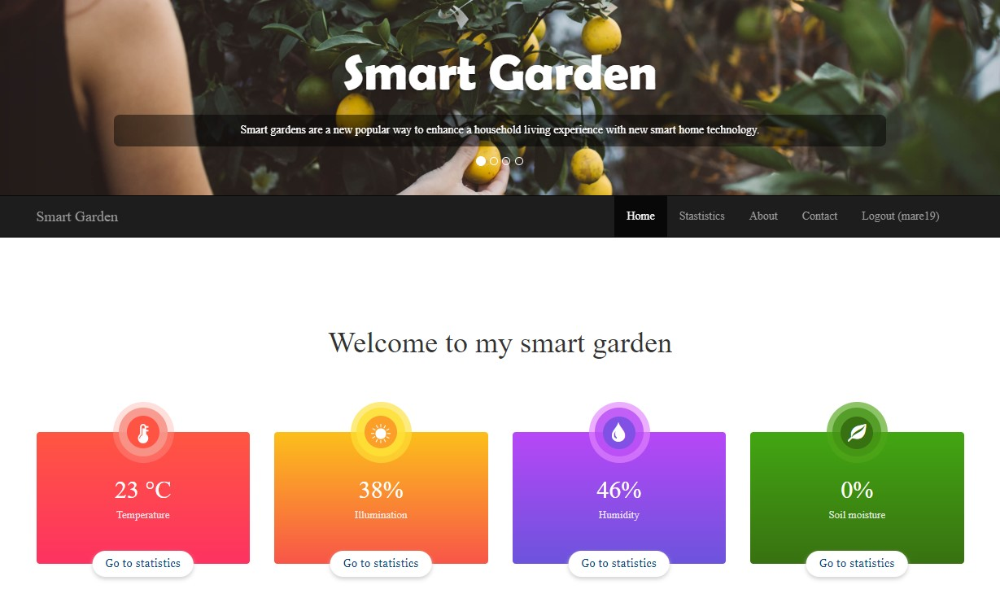 Smart Garden
Smart gardens are a new popular way to enhance a household living experience with new smart home technology.
Smart Garden
Home
Stastistics
About
Contact
Logout (mare19)
Welcome to my smart garden
23 °C
Temperature
Go to statistics
38%
Illumination
Go to statistics
46%
Humidity
Go to statistics
0%
Soil moisture
Go to statistics